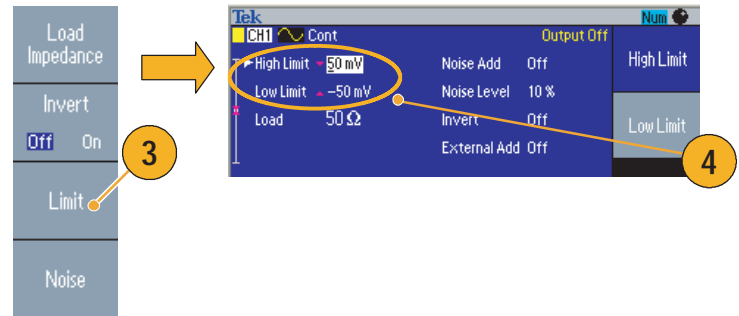 Load
Impedance
Invert
Off On
Limit
Noise
3
Tek
Num
CH1 Cont
Output Off
High Limit 50 mV
Low Limit −50 mV
Load 50 Ω
Noise Add Off
Noise Level 10 %
Invert Off
External Add Off
High Limit
Low Limit
4